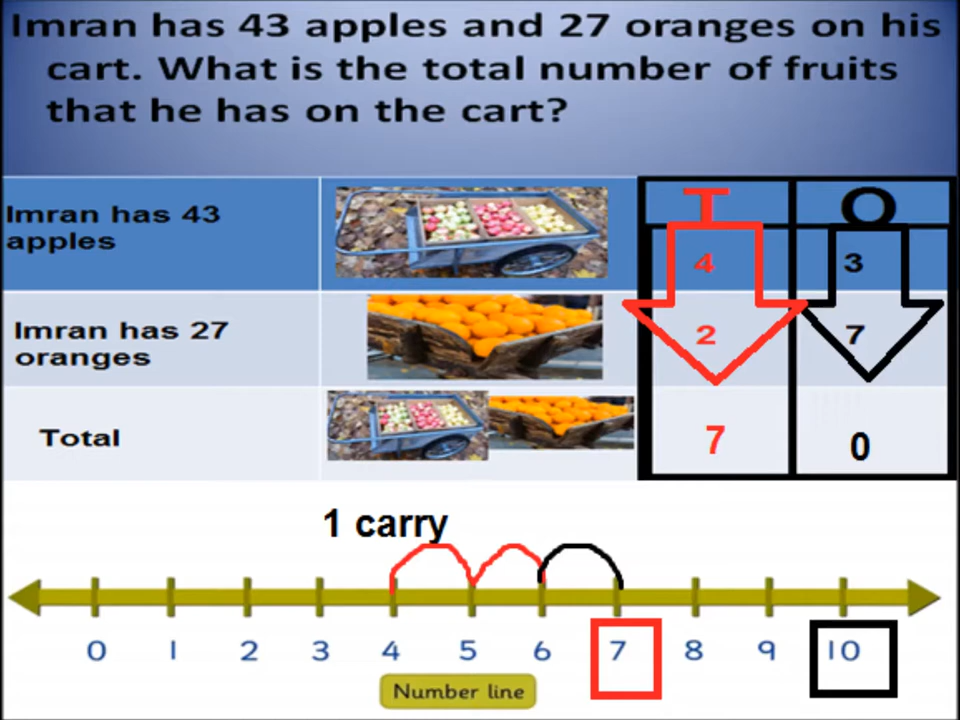 Imran has 43 apples and 27 oranges on his
cart. What is the total number of fruits
that he has on the cart?
T O
Imran has 43
apples
4 3
Imran has 27
oranges
2 7
Total
7 0
1 carry
0 1 2 3 4 5 6 7 8 9 10
Number line